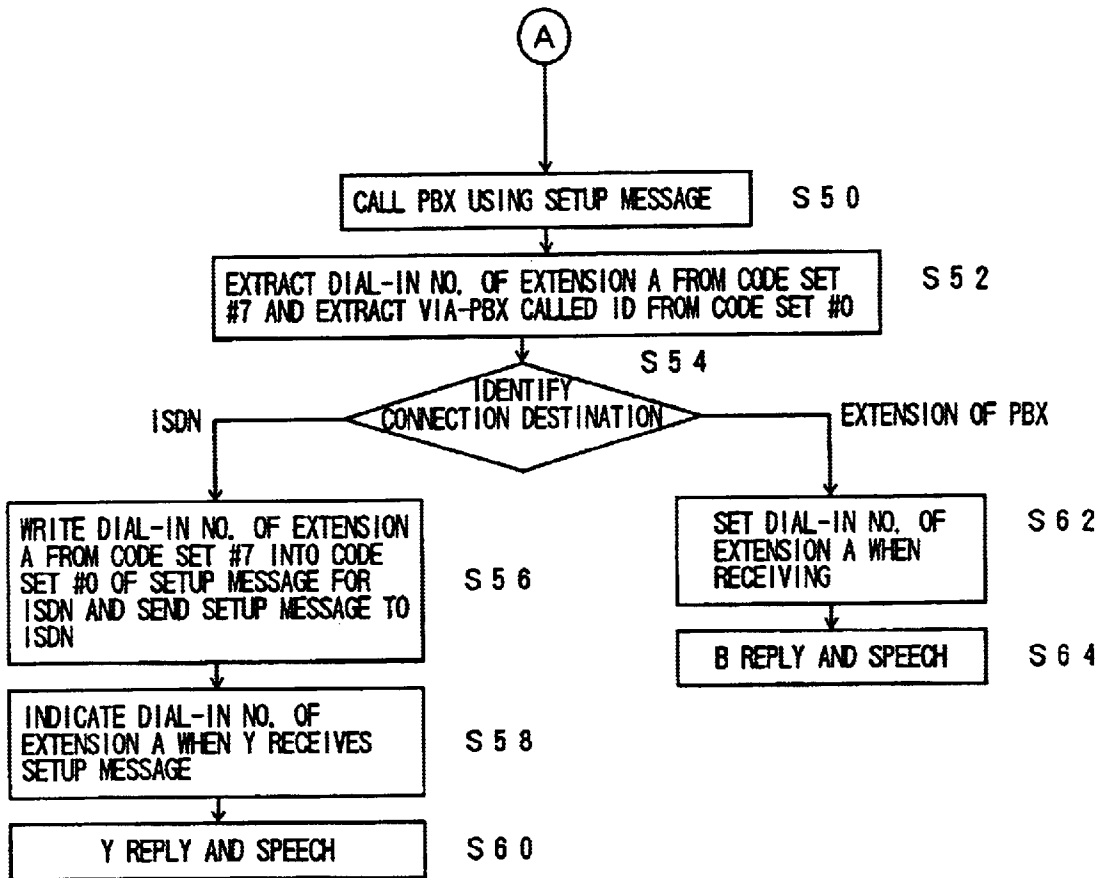 A
CALL PBX USING SETUP MESSAGE
S50
EXTRACT DIAL-IN NO. OF EXTENSION A FROM CODE SET
#7 AND EXTRACT VIA-PBX CALLED ID FROM CODE SET #0
S52
S54
IDENTIFY
CONNECTION DESTINATION
ISDN
EXTENSION OF PBX
WRITE DIAL-IN NO. OF EXTENSION
A FROM CODE SET #7 INTO CODE
SET #0 OF SETUP MESSAGE FOR
ISDN AND SEND SETUP MESSAGE TO
ISDN
S56
SET DIAL-IN NO. OF
EXTENSION A WHEN
RECEIVING
S62
B REPLY AND SPEECH
S64
INDICATE DIAL-IN NO. OF
EXTENSION A WHEN Y RECEIVES
SETUP MESSAGE
S58
Y REPLY AND SPEECH
S60